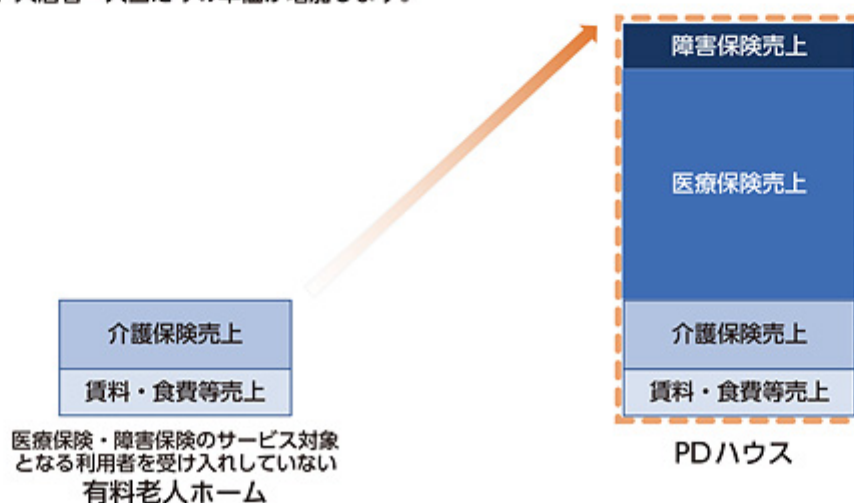 障害保険売上
医療保険売上
介護保険売上
賃料・食費等売上
PDハウス
介護保険売上
賃料・食費等売上
医療保険・障害保険のサービス対象
となる利用者を受け入れしていない
有料老人ホーム